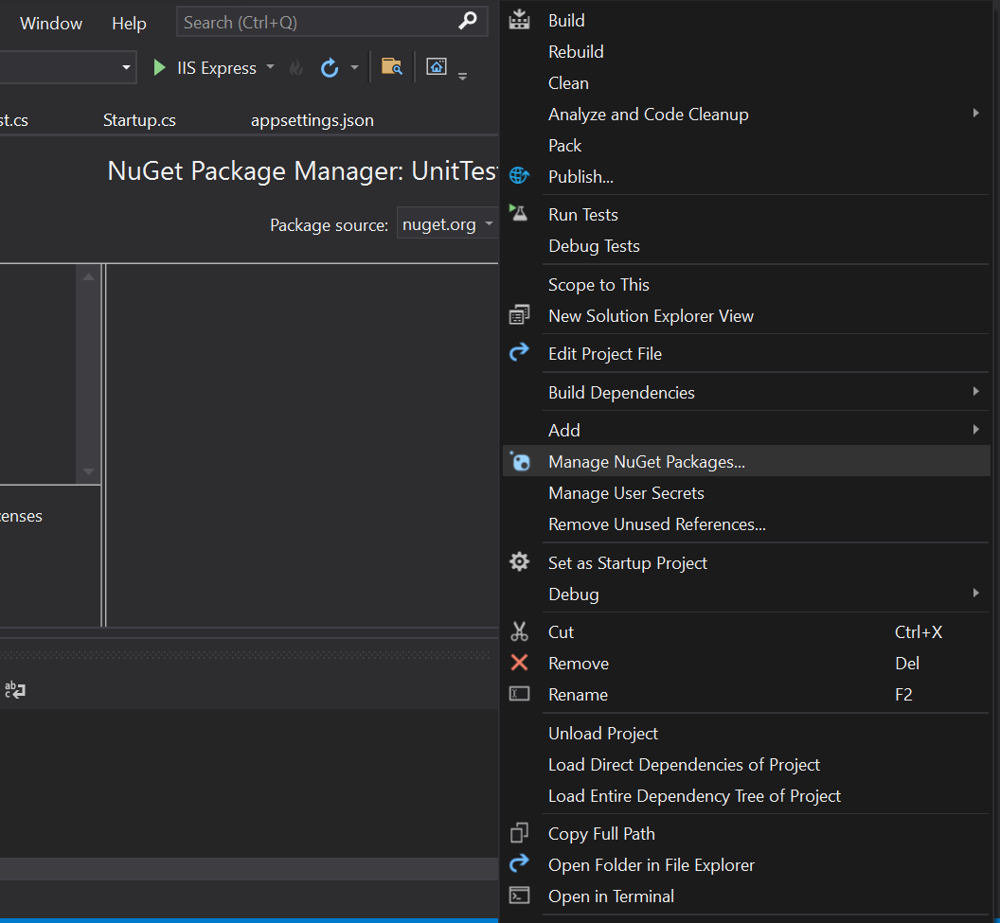 Window Help Search (Ctrl+Q)
IIS Express
st.cs Startup.cs appsettings.json
NuGet Package Manager: UnitTes
Package source: nuget.org
enses
Build
Rebuild
Clean
Analyze and Code Cleanup
Pack
Publish...
Run Tests
Debug Tests
Scope to This
New Solution Explorer View
Edit Project File
Build Dependencies
Add
Manage NuGet Packages...
Manage User Secrets
Remove Unused References...
Set as Startup Project
Debug
Cut Ctrl+X
Remove Del
Rename F2
Unload Project
Load Direct Dependencies of Project
Load Entire Dependency Tree of Project
Copy Full Path
Open Folder in File Explorer
Open in Terminal